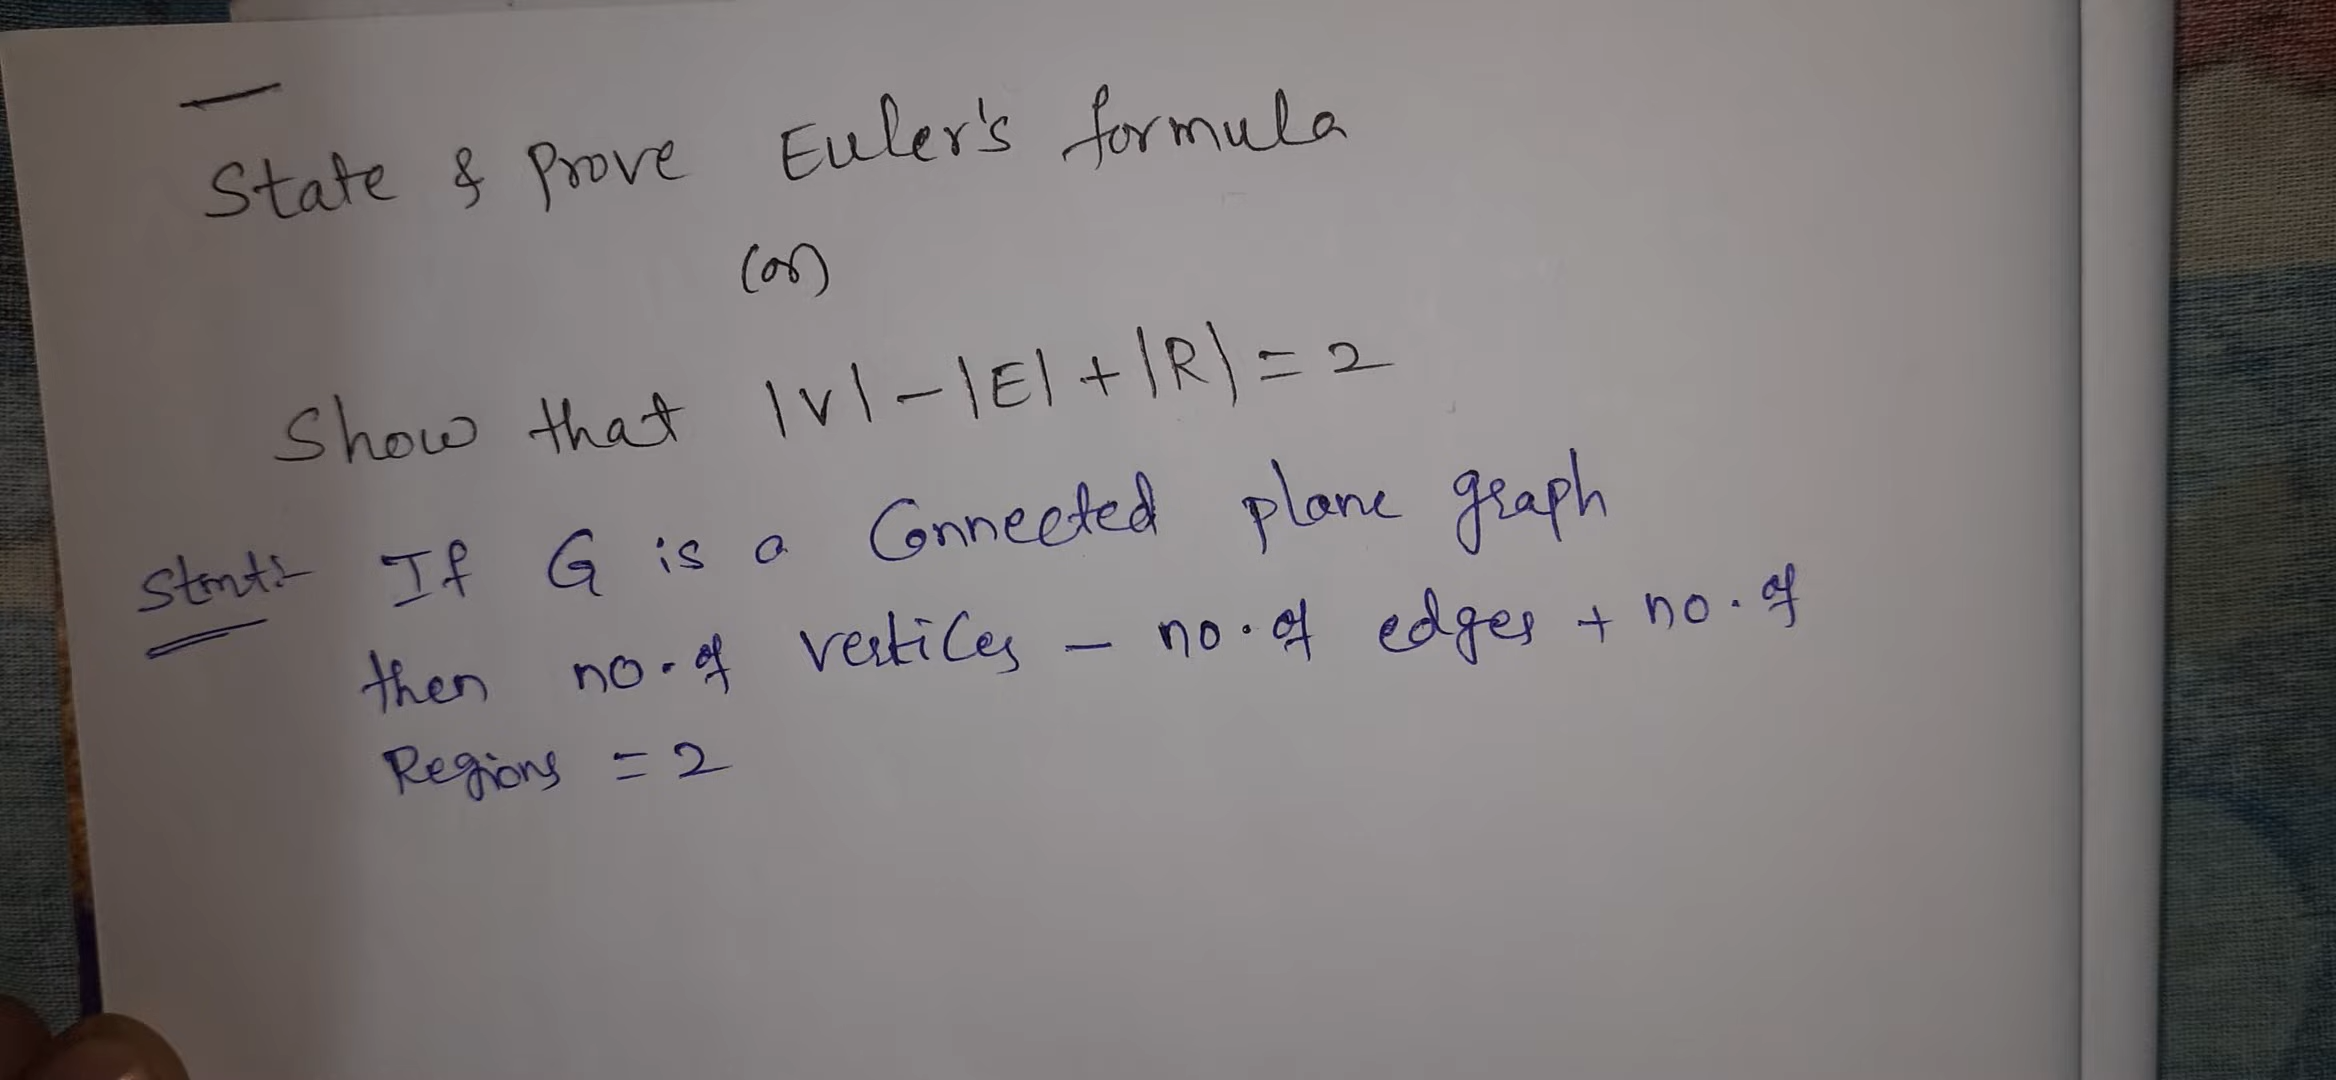 State & Prove Euler's formula
(or)
Show that |V| - |E| + |R| = 2
Stmt:- If G is a Connected plane graph
then no. of vertices - no. of edges + no. of
Regions = 2